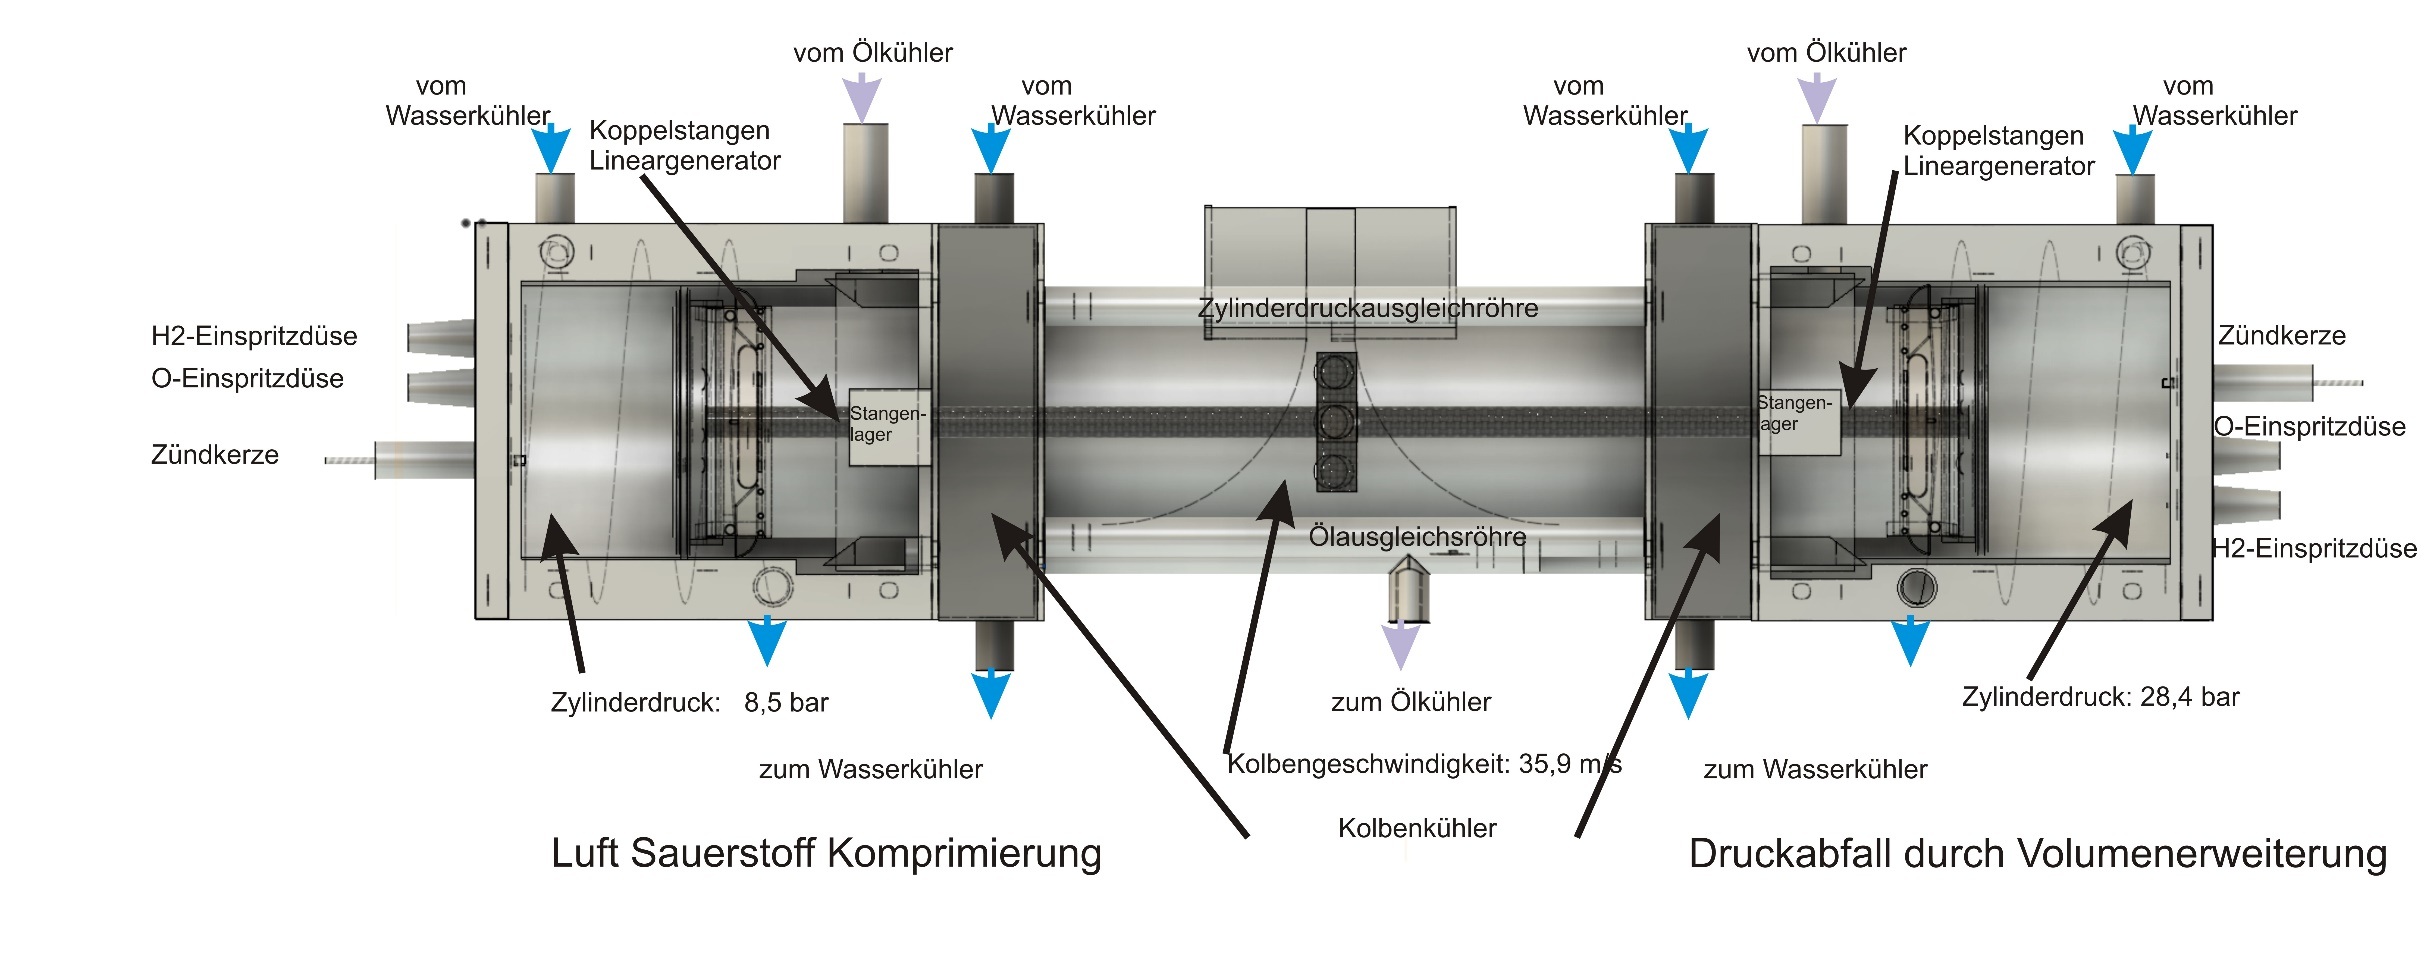 vom Ölkühler
vom Ölkühler
vom
Wasserkühler
vom
Wasserkühler
vom
Wasserkühler
vom
Wasserkühler
Koppelstangen
Lineargenerator
Koppelstangen
Lineargenerator
Zylinderdruckausgleichröhre
H2-Einspritzdüse
O-Einspritzdüse
Zündkerze
Stangen-
lager
Stangen-
lager
Zündkerze
O-Einspritzdüse
H2-Einspritzdüse
Ölausgleichsröhre
Zylinderdruck: 8,5 bar
zum Ölkühler
Zylinderdruck: 28,4 bar
zum Wasserkühler
Kolbengeschwindigkeit: 35,9 m/s
zum Wasserkühler
Kolbenkühler
Luft Sauerstoff Komprimierung
Druckabfall durch Volumenerweiterung